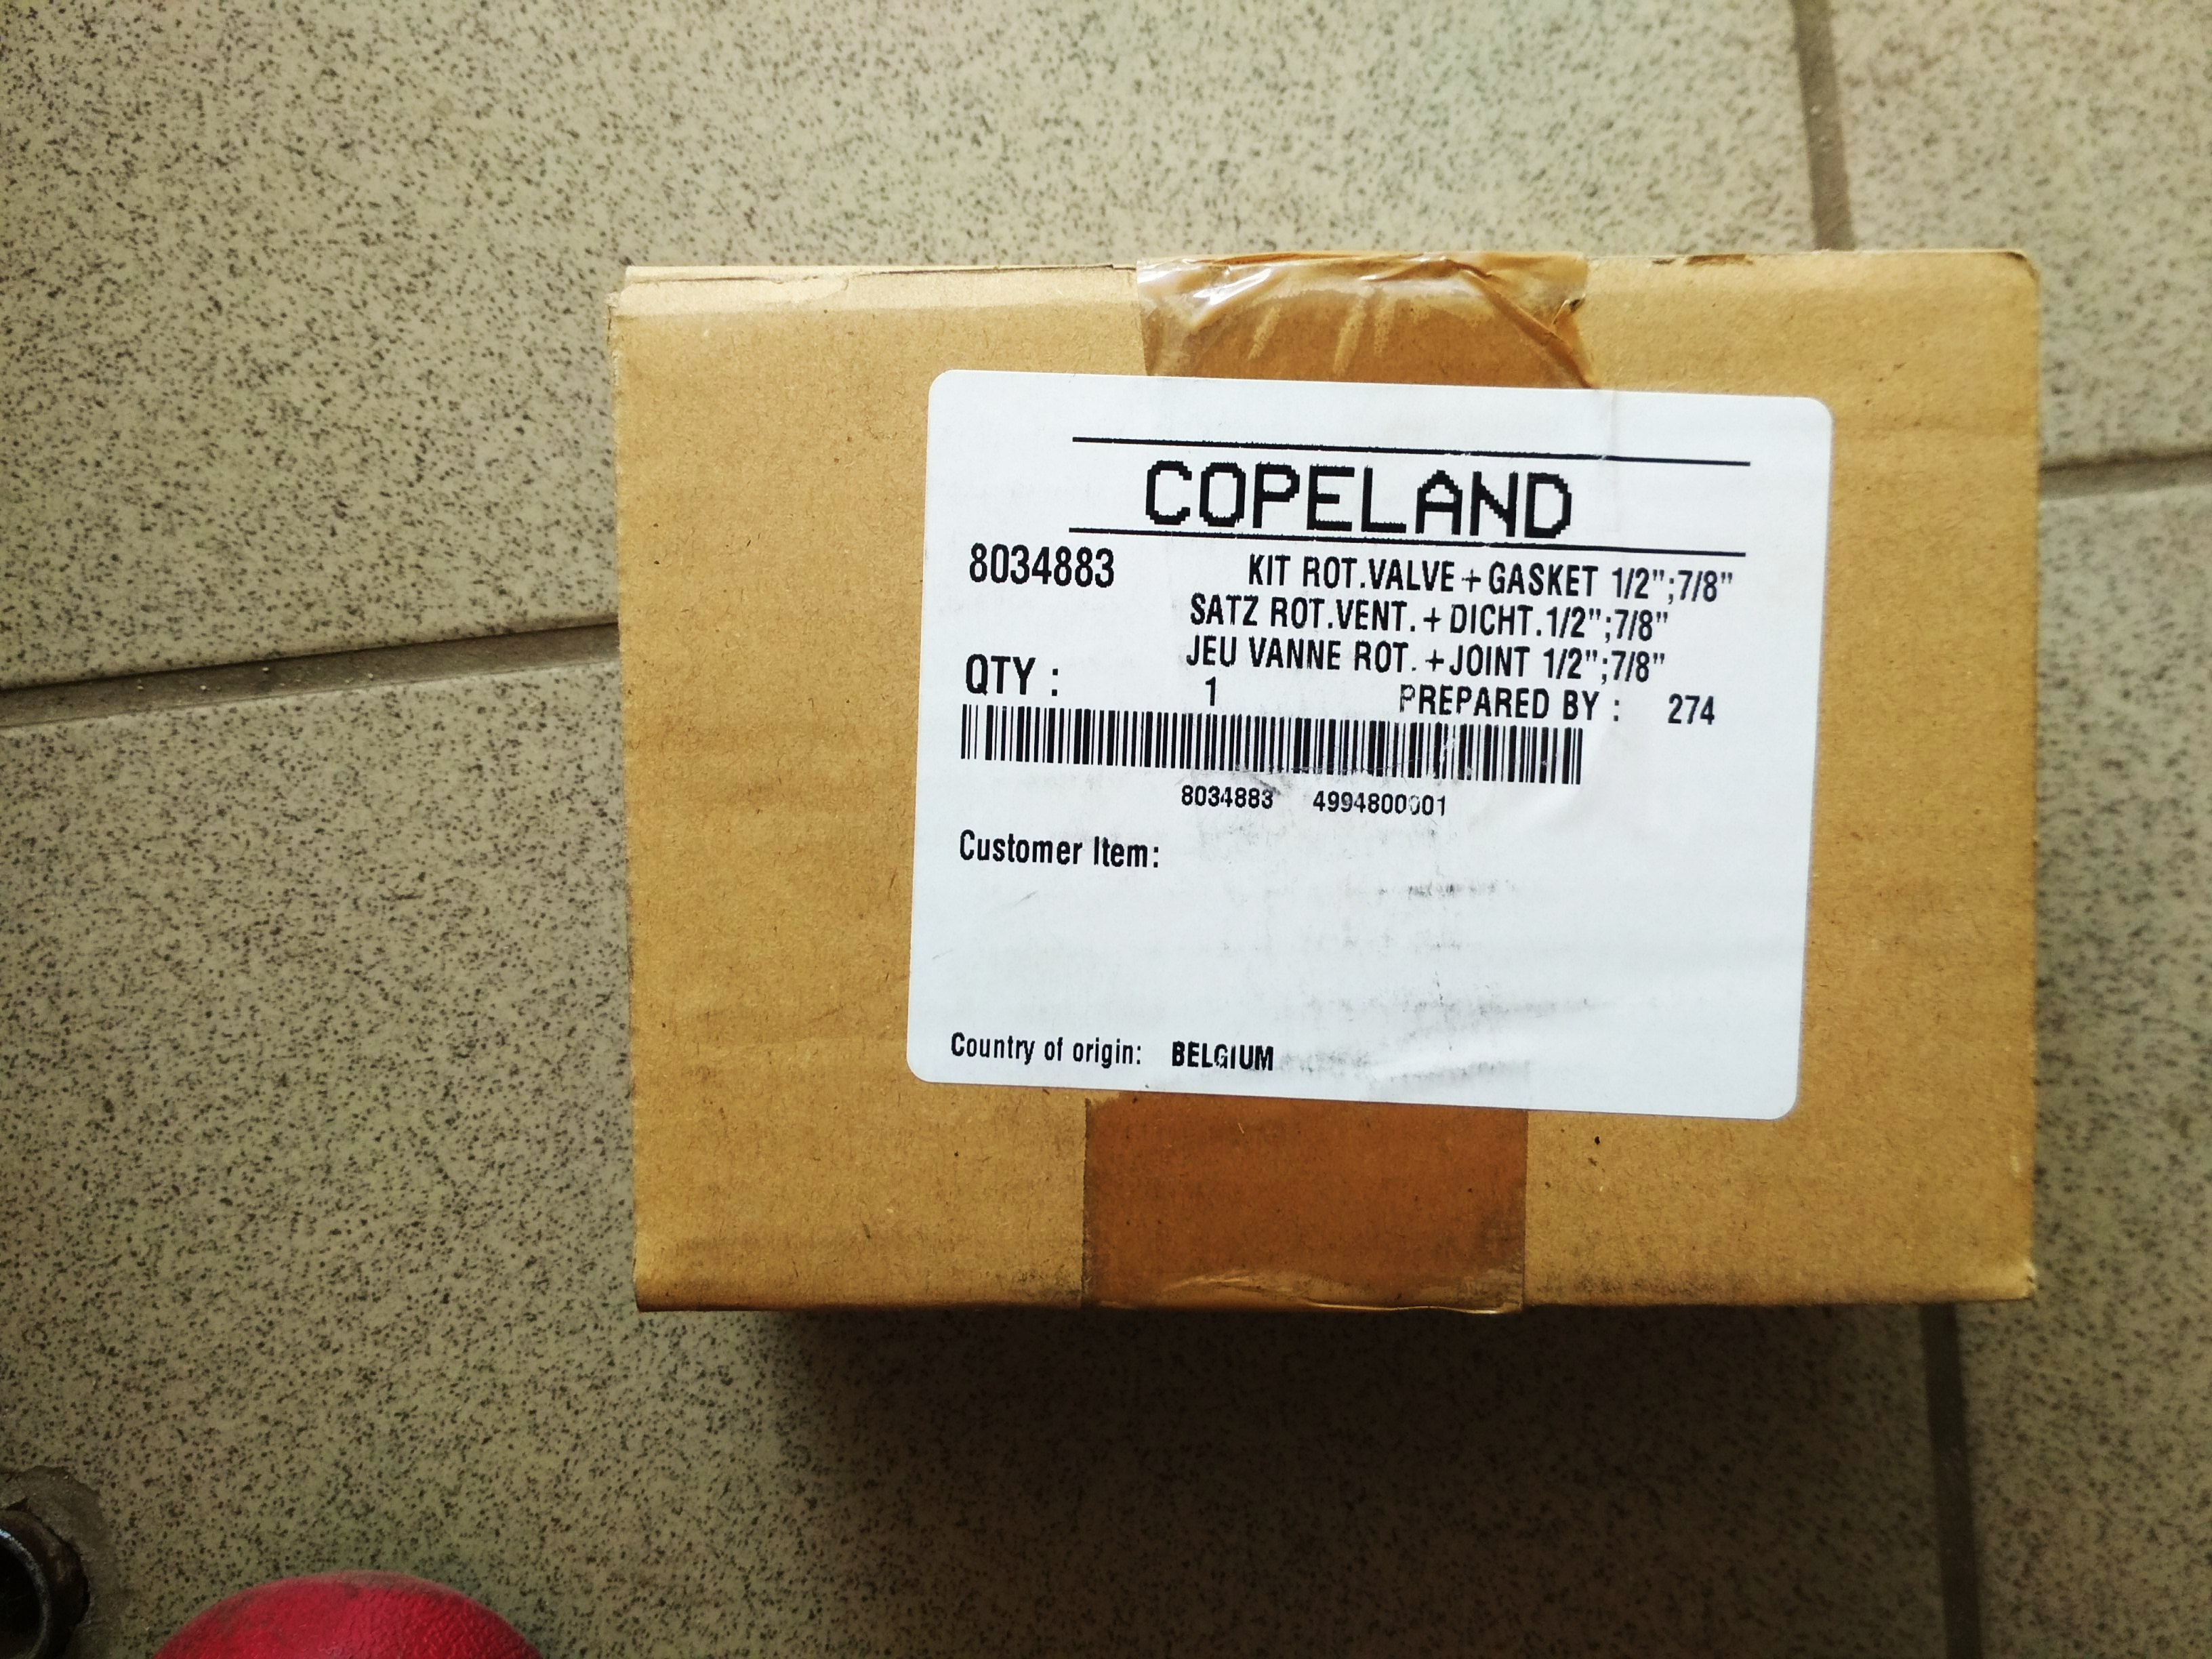 COPELAND
8034883 KIT ROT.VALVE+GASKET 1/2";7/8"
SATZ ROT.VENT.+DICHT.1/2";7/8"
JEU VANNE ROT.+JOINT 1/2";7/8"
QTY : 1 PREPARED BY : 274
8034883 4994800001
Customer Item:
Country of origin: BELGIUM